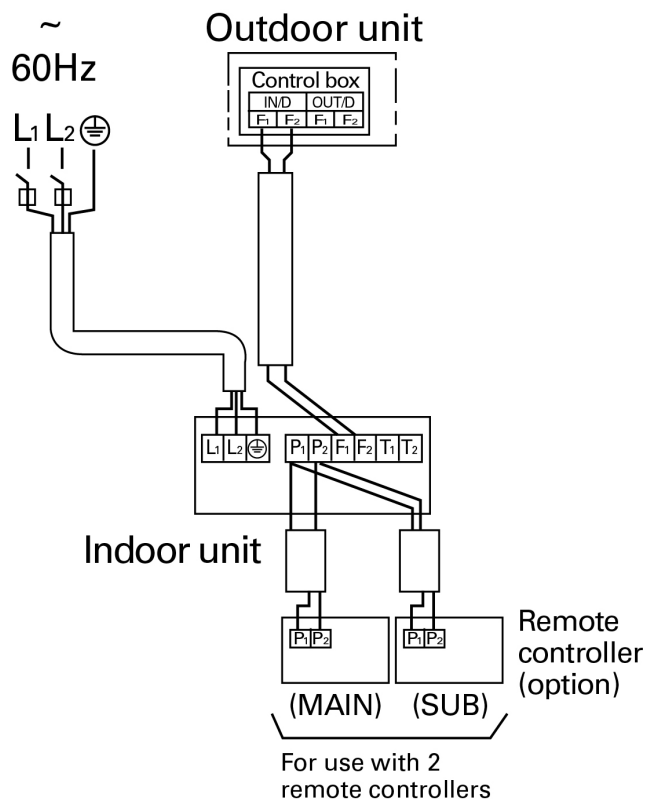 ~
60Hz
L1 L2
Outdoor unit
Control box
IN/D OUT/D
F1 F2 F1 F2
L1 L2
P1 P2 F1 F2 T1 T2
Indoor unit
P1 P2
P1 P2
Remote
controller
(option)
(MAIN) (SUB)
For use with 2
remote controllers